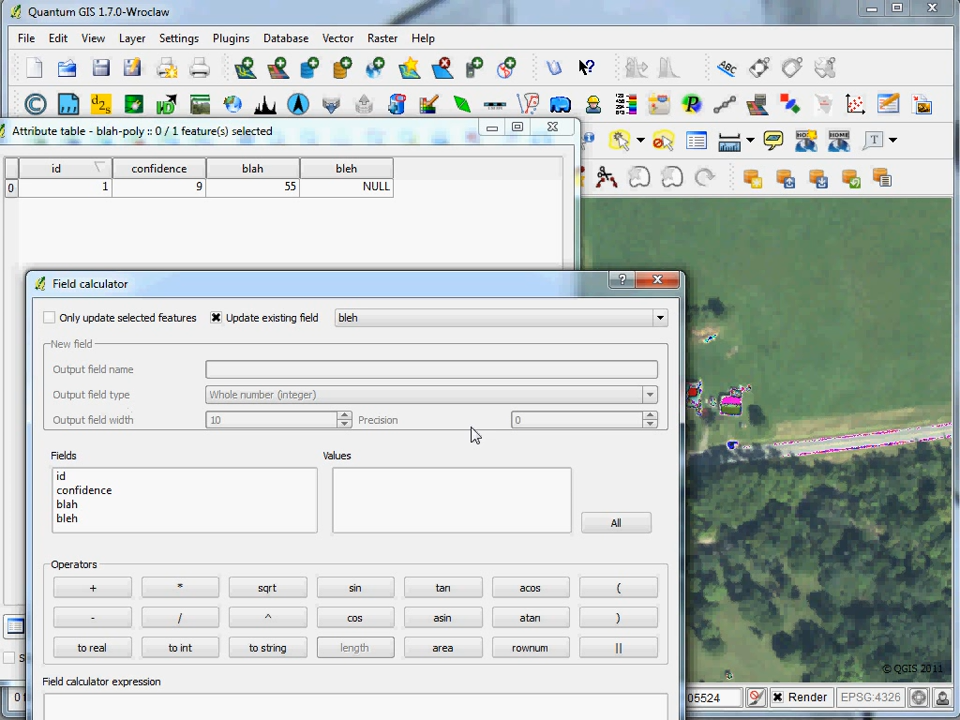 Quantum GIS 1.7.0-Wroclaw
File Edit View Layer Settings Plugins Database Vector Raster Help
Attribute table - blah-poly :: 0 / 1 feature(s) selected
id confidence blah bleh
0 1 9 55 NULL
Field calculator
Only update selected features Update existing field bleh
New field
Output field name
Output field type Whole number (integer)
Output field width 10 Precision 0
Fields Values
id
confidence
blah
bleh
All
Operators
+ * sqrt sin tan acos (
- / ^ cos asin atan )
to real to int to string length area rownum ||
© QGIS 2011
Field calculator expression
05524 Render EPSG:4326